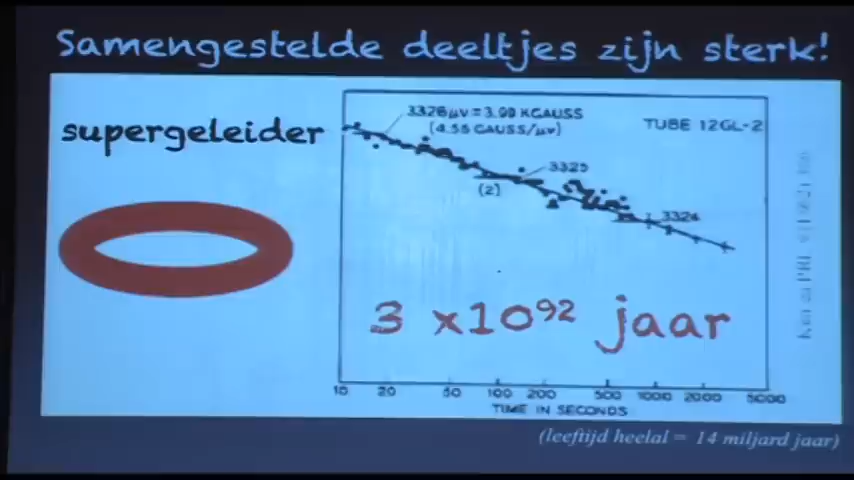 Samengestelde deeltjes zijn sterk!
supergeleider
3326μv = 3.99 KGAUSS
(4.55 GAUSS/μv)
TUBE 12GL-2
3325
(2)
3324
3 x10⁹² jaar
10 20 50 100 200 500 1000 2000 5000
TIME IN SECONDS
(leeftijd heelal = 14 miljard jaar)